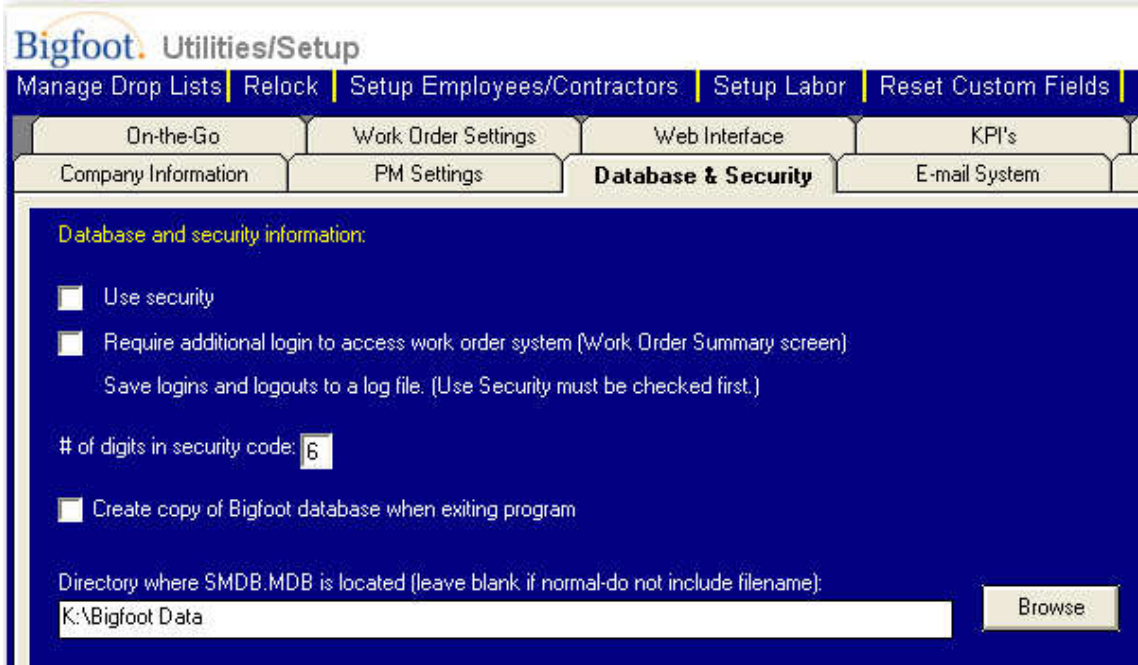 Bigfoot. Utilities/Setup
Manage Drop Lists Relock Setup Employees/Contractors Setup Labor Reset Custom Fields
On-the-Go Work Order Settings Web Interface KPI's
Company Information PM Settings Database & Security E-mail System
Database and security information:
Use security
Require additional login to access work order system (Work Order Summary screen)
Save logins and logouts to a log file. (Use Security must be checked first.)
# of digits in security code: 6
Create copy of Bigfoot database when exiting program
Directory where SMDB.MDB is located (leave blank if normal-do not include filename):
K:\Bigfoot Data Browse